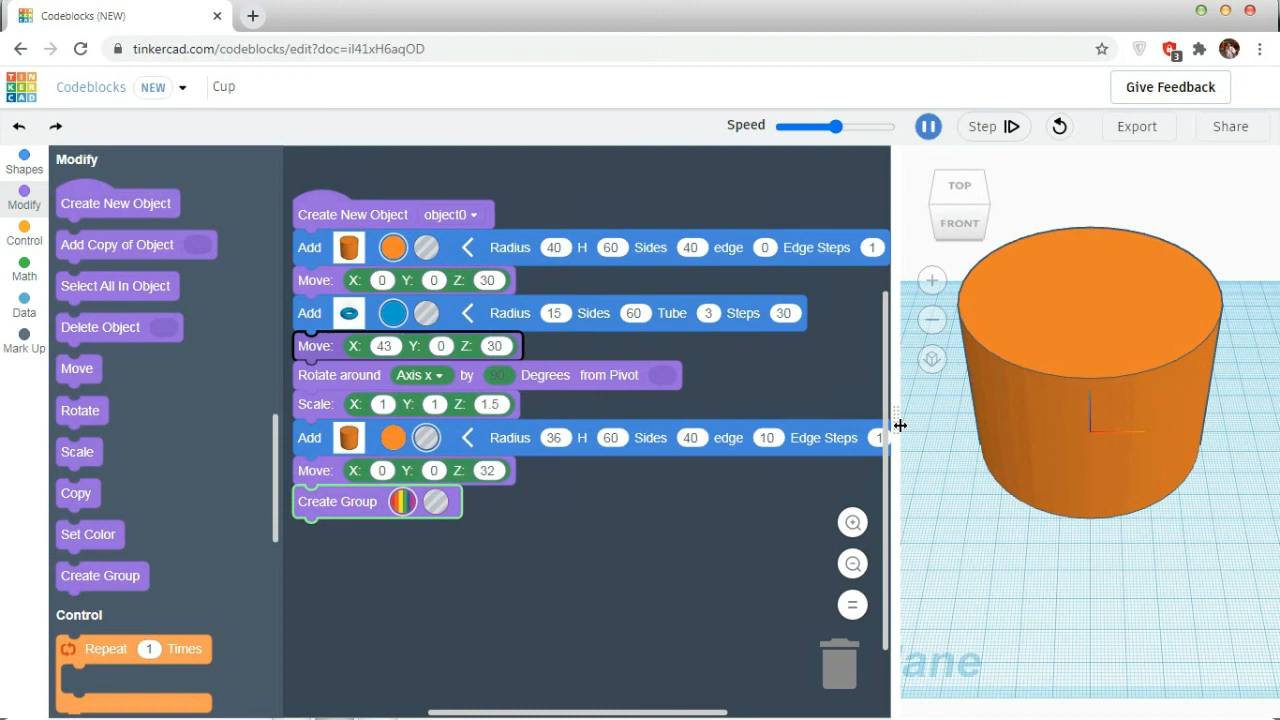 Codeblocks (NEW)
tinkercad.com/codeblocks/edit?doc=il41xH6aqOD
3
TIN
KER
CAD
Codeblocks NEW Cup
Give Feedback
Speed
Step
Export
Share
Shapes
Modify
Control
Math
Data
Mark Up
Modify
Create New Object
Add Copy of Object
Select All In Object
Delete Object
Move
Rotate
Scale
Copy
Set Color
Create Group
Control
Repeat 1 Times
Create New Object object0
Add Radius 40 H 60 Sides 40 edge 0 Edge Steps 1
Move: X: 0 Y: 0 Z: 30
Add Radius 15 Sides 60 Tube 3 Steps 30
Move: X: 43 Y: 0 Z: 30
Rotate around Axis x by 90 Degrees from Pivot
Scale: X: 1 Y: 1 Z: 1.5
Add Radius 36 H 60 Sides 40 edge 10 Edge Steps 1
Move: X: 0 Y: 0 Z: 32
Create Group
TOP
FRONT
ane